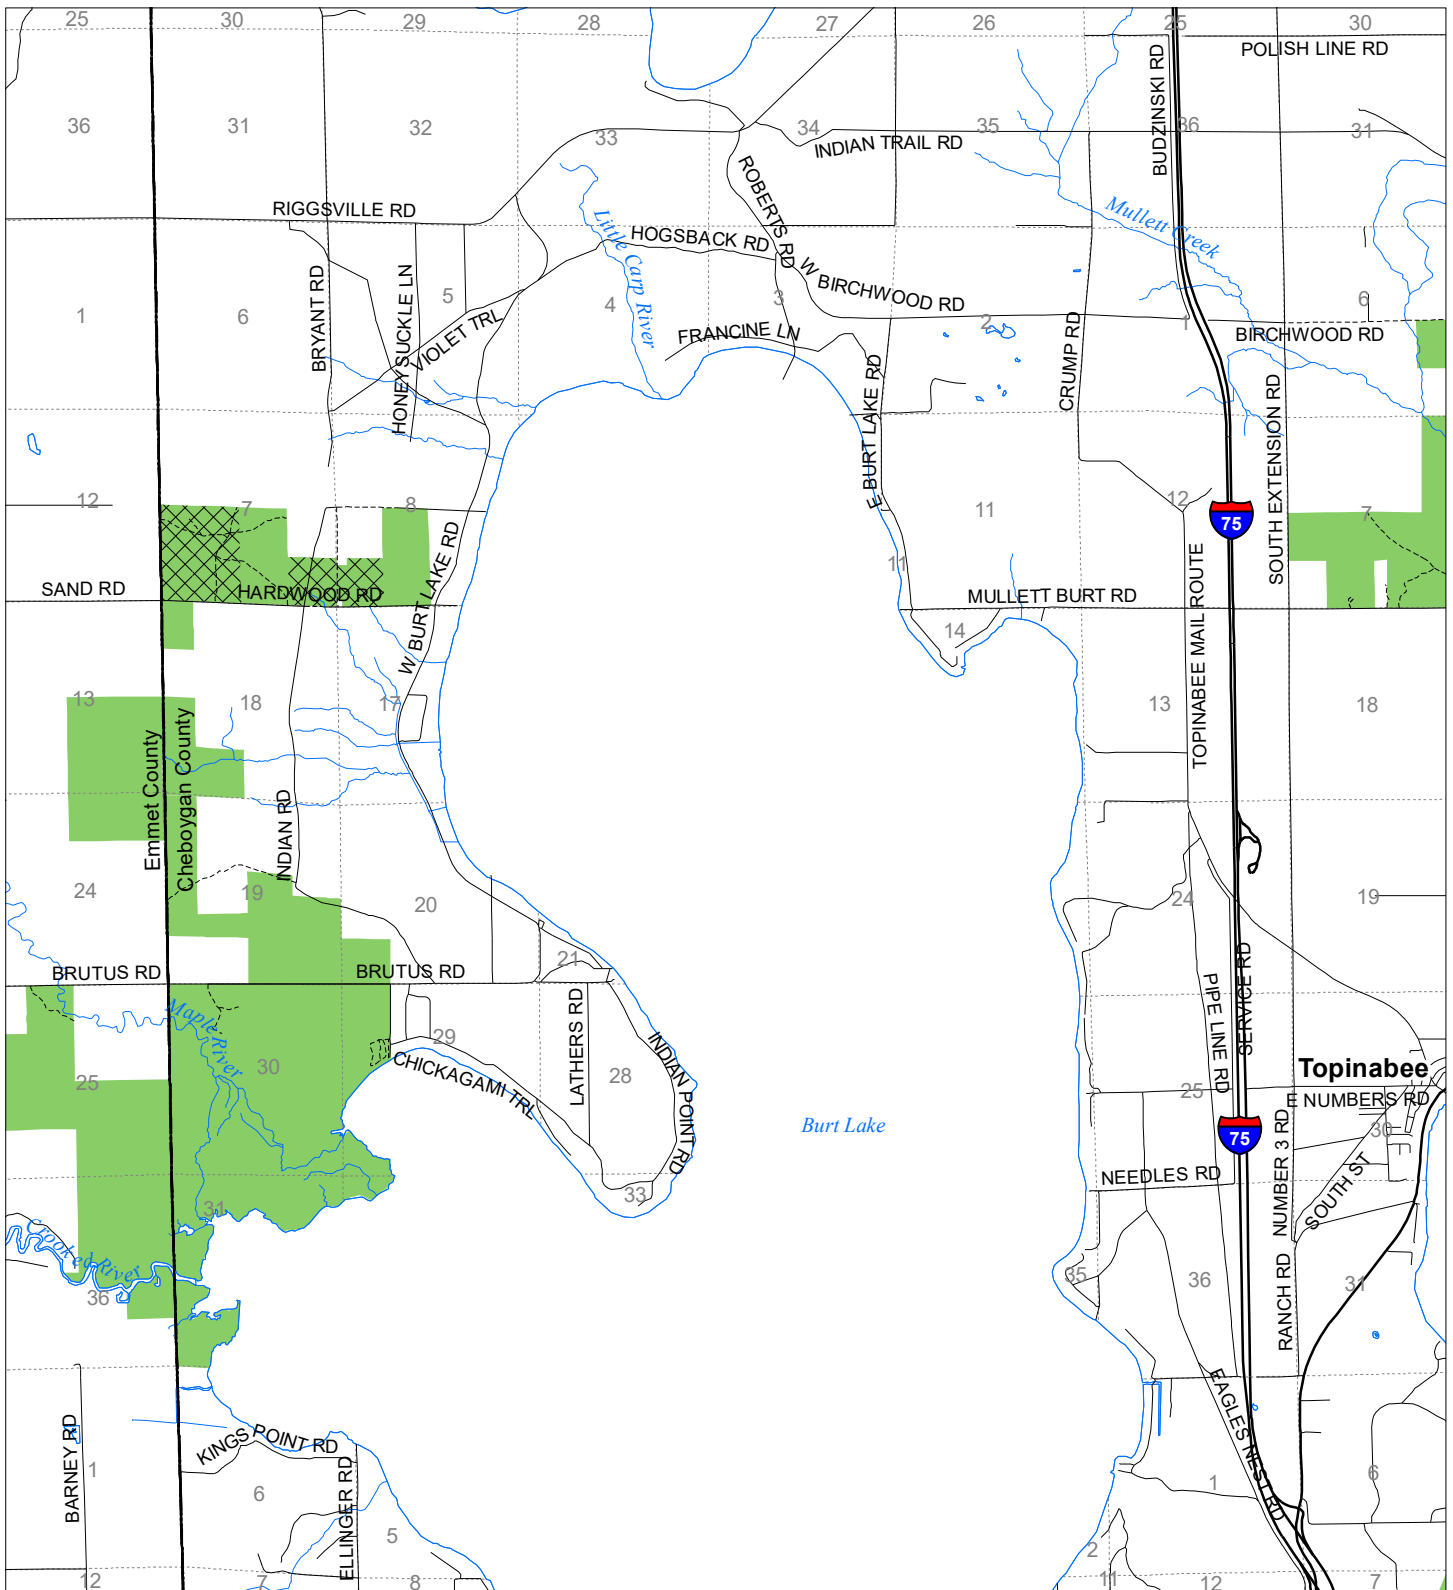 25
30
29
28
27
26
25
30
POLISH LINE RD
BUDZINSKI RD
36
31
32
33
34
35
36
31
INDIAN TRAIL RD
ROBERTS RD
RIGGSVILLE RD
Little Carp River
HOGSBACK RD
Mullett Creek
W BIRCHWOOD RD
1
6
BRYANT RD
HONEY SUCKLE LN
5
VIOLET TRL
4
3
2
1
6
FRANCINE LN
BIRCHWOOD RD
CRUMP RD
E BURT LAKE RD
SOUTH EXTENSION RD
12
7
8
11
12
7
75
W BURT LAKE RD
SAND RD
HARDWOOD RD
11
MULLETT BURT RD
TOPINABEE MAIL ROUTE
14
13
18
17
13
18
Emmet County
Cheboygan County
INDIAN RD
24
19
20
24
19
21
BRUTUS RD
BRUTUS RD
SERVICE RD
PIPE LINE RD
Maple River
LATHERS RD
INDIAN POINT RD
29
30
CHICKAGAMI TRL
28
25
25
Topinabee
E NUMBERS RD
Burt Lake
75
30
NUMBER 3 RD
NEEDLES RD
SOUTH ST
33
31
Crooked River
36
35
36
31
RANCH RD
EAGLES NEST RD
BARNEY RD
KINGS POINT RD
ELLINGER RD
1
6
5
1
6
2
12
7
8
11
12
7